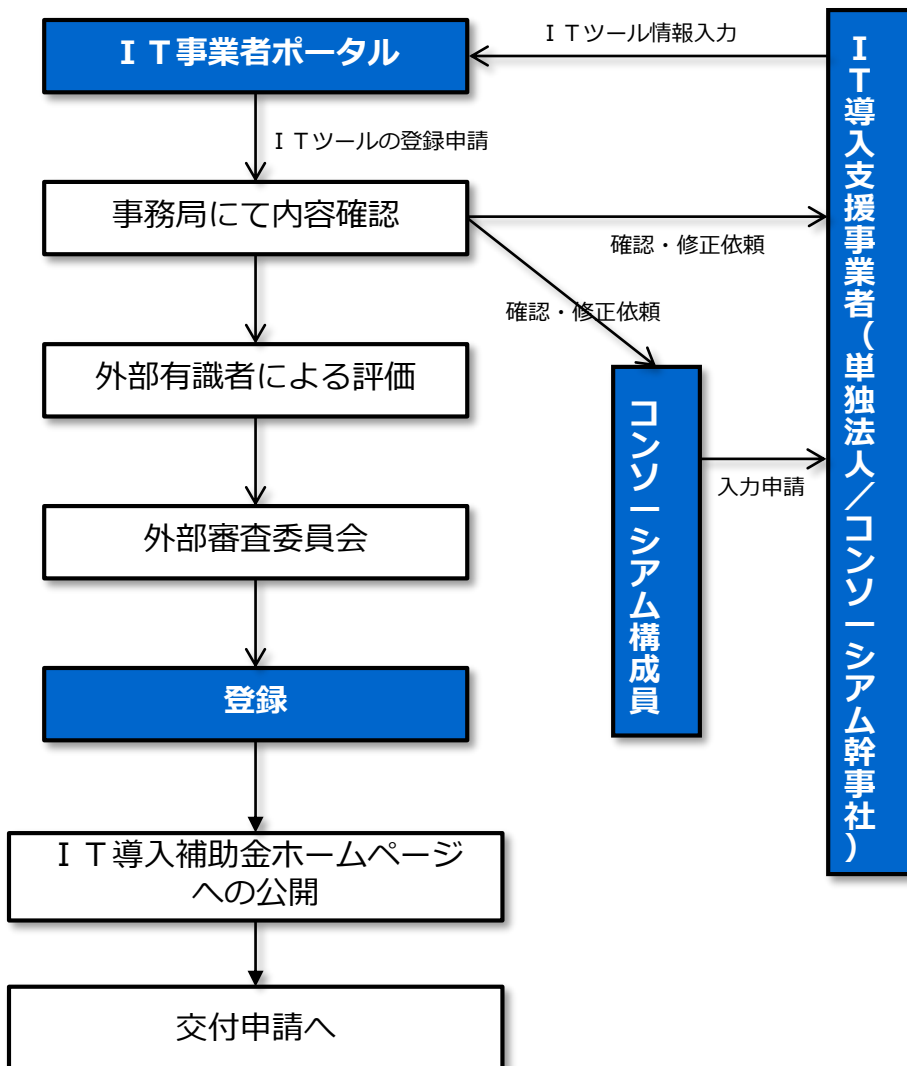 ＩＴ事業者ポータル
ＩＴツール情報入力
ＩＴツールの登録申請
事務局にて内容確認
確認・修正依頼
確認・修正依頼
外部有識者による評価
コンソーシアム構成員
入力申請
ＩＴ導入支援事業者（単独法人／コンソーシアム幹事社）
外部審査委員会
登録
ＩＴ導入補助金ホームページ
への公開
交付申請へ